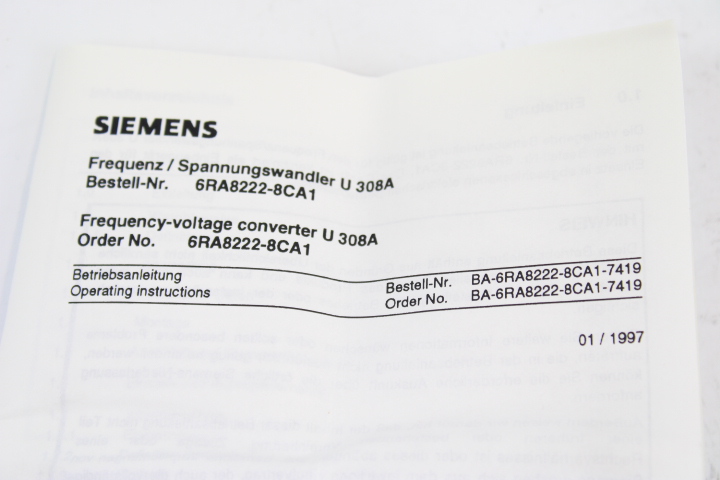 SIEMENS
Frequenz / Spannungswandler U 308A
Bestell-Nr. 6RA8222-8CA1
Frequency-voltage converter U 308A
Order No. 6RA8222-8CA1
Betriebsanleitung Bestell-Nr. BA-6RA8222-8CA1-7419
Operating instructions Order No. BA-6RA8222-8CA1-7419
01 / 1997